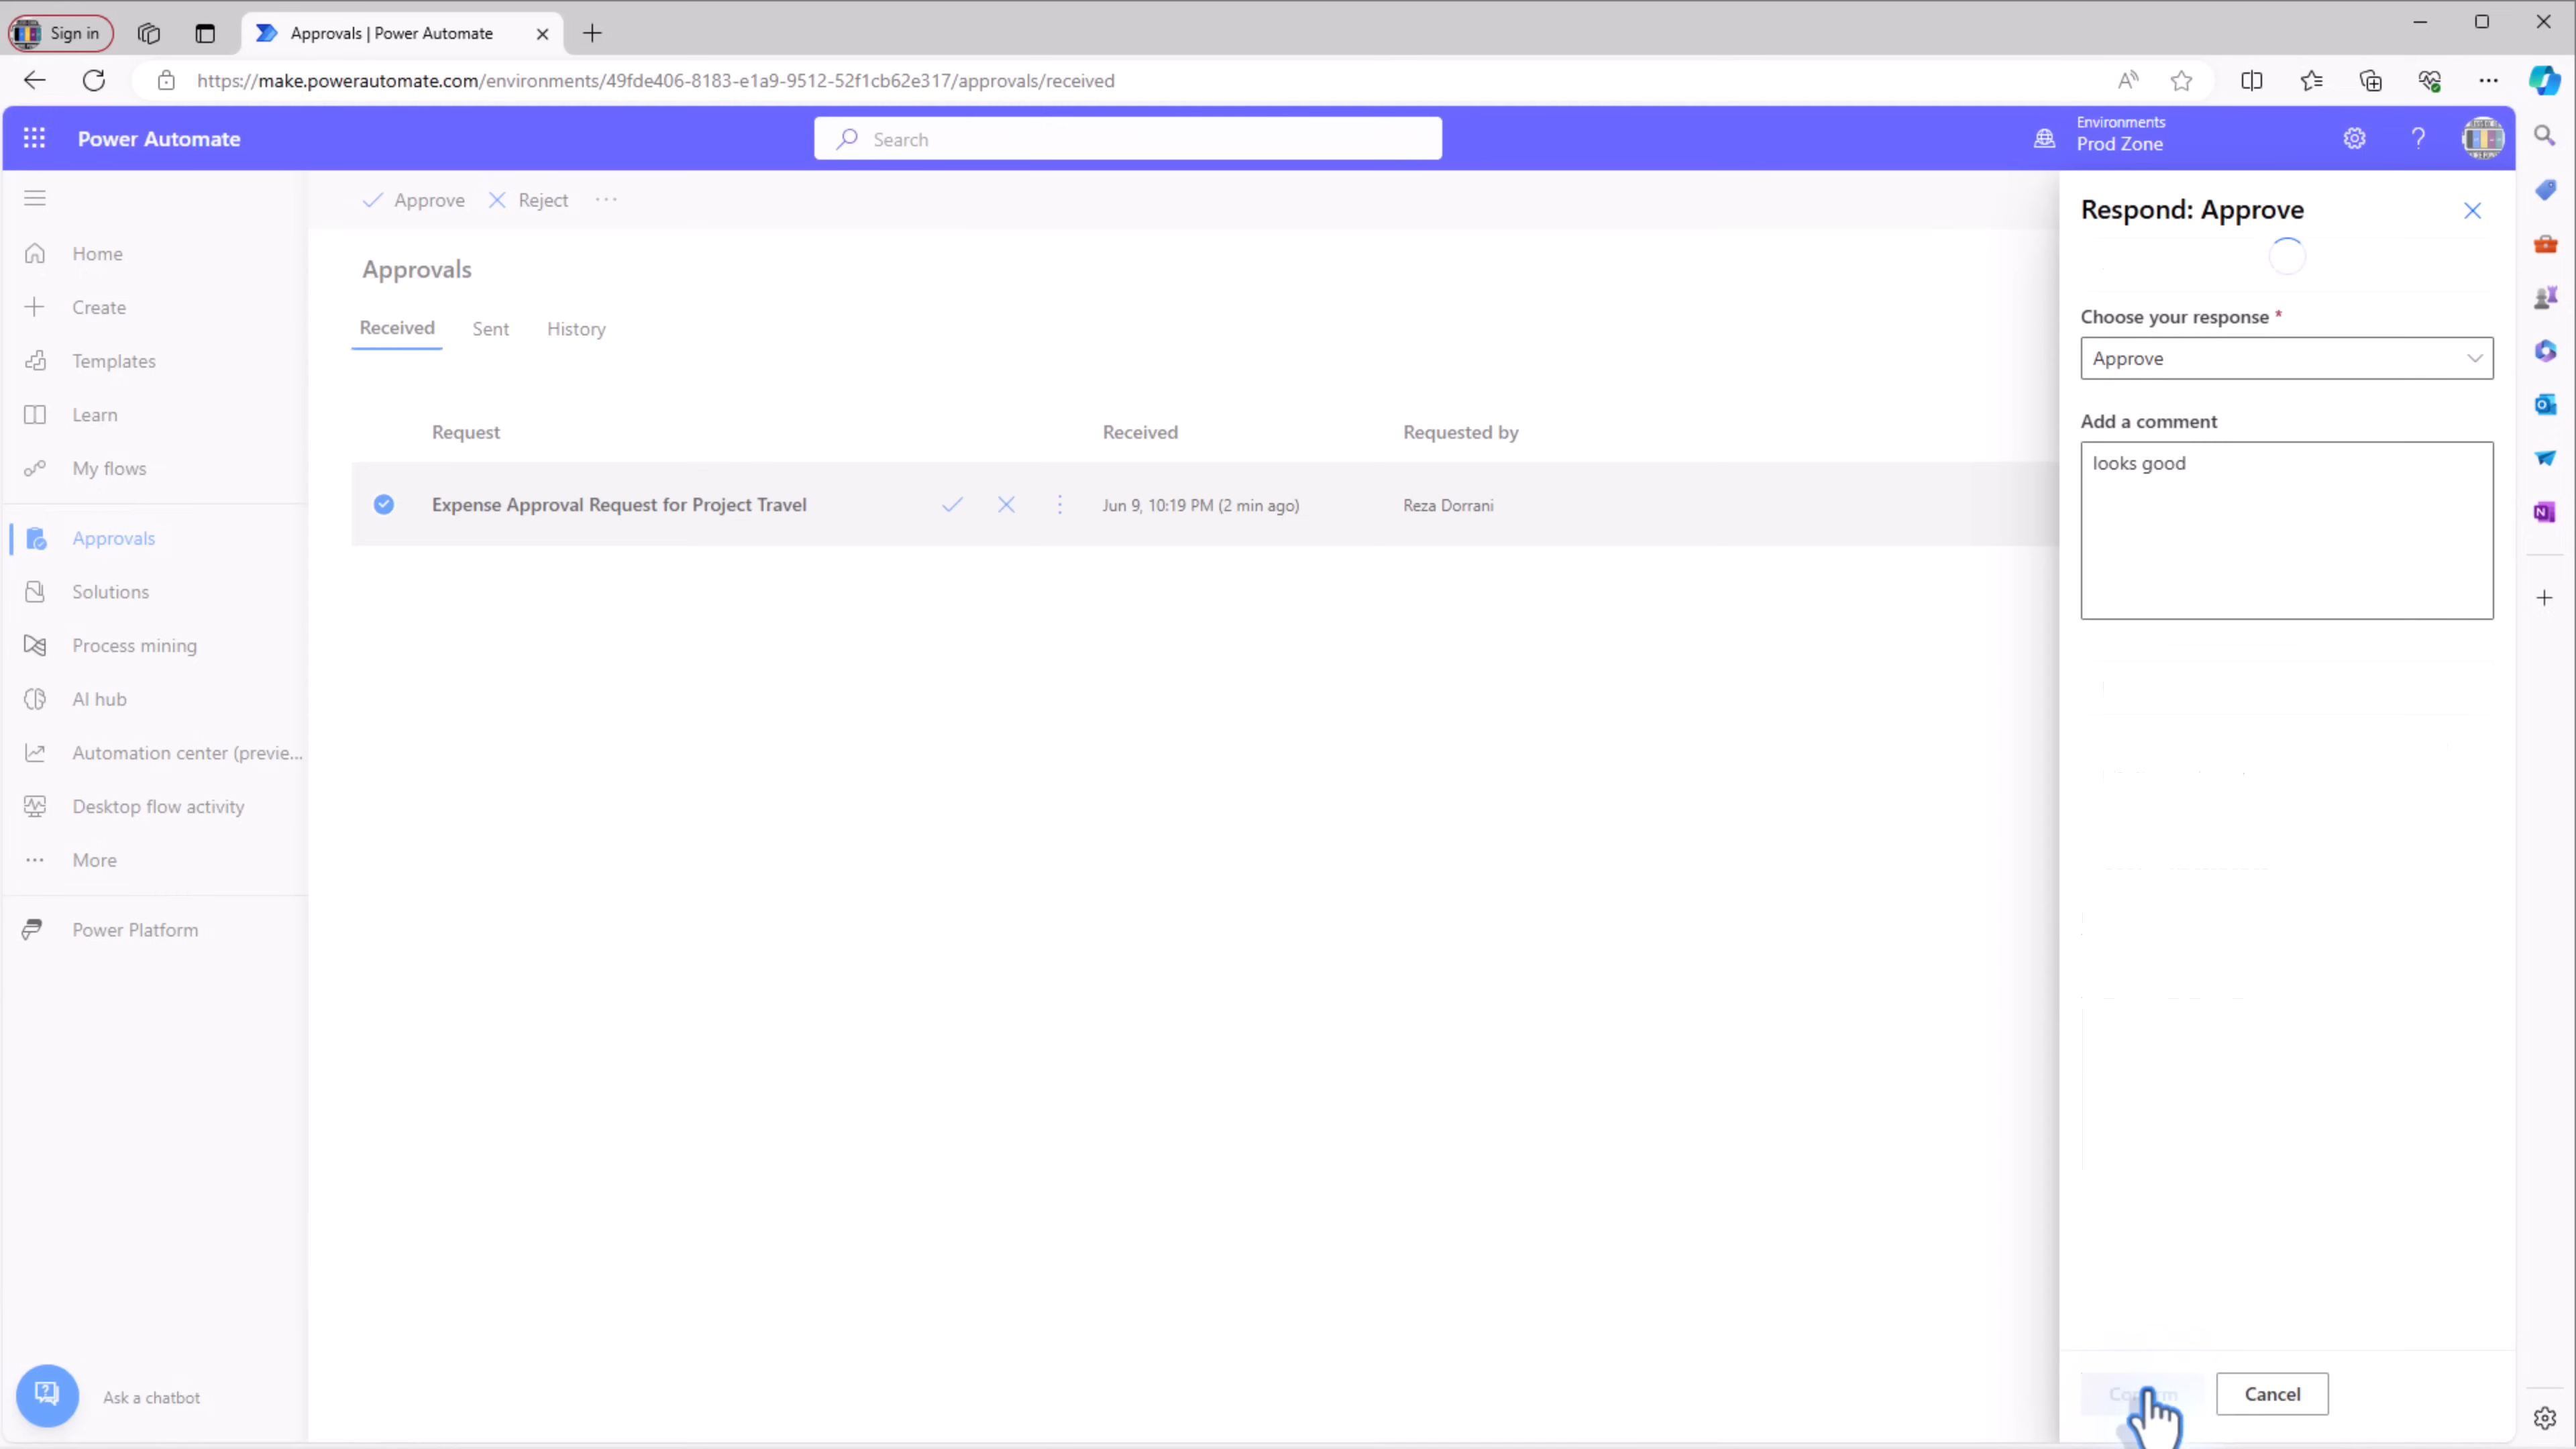 Sign in
Approvals | Power Automate
https://make.powerautomate.com/environments/49fde406-8183-e1a9-9512-52f1cb62e317/approvals/received
Power Automate
Search
Environments
Prod Zone
Home
Create
Templates
Learn
My flows
Approvals
Solutions
Process mining
AI hub
Automation center (previe...
Desktop flow activity
More
Power Platform
Ask a chatbot
Approve
Reject
Approvals
Received
Sent
History
Request
Received
Requested by
Expense Approval Request for Project Travel
Jun 9, 10:19 PM (2 min ago)
Reza Dorrani
Respond: Approve
Choose your response *
Approve
Add a comment
looks good
Cancel